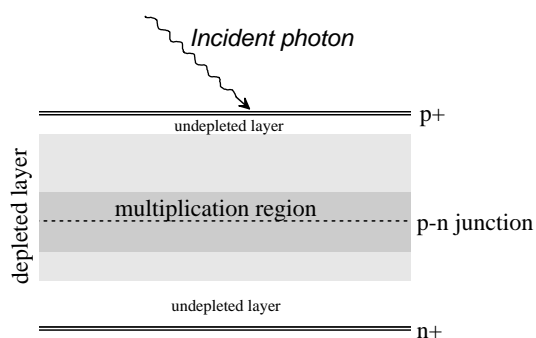 Incident photon
p+
undepleted layer
depleted layer
multiplication region
p-n junction
undepleted layer
n+